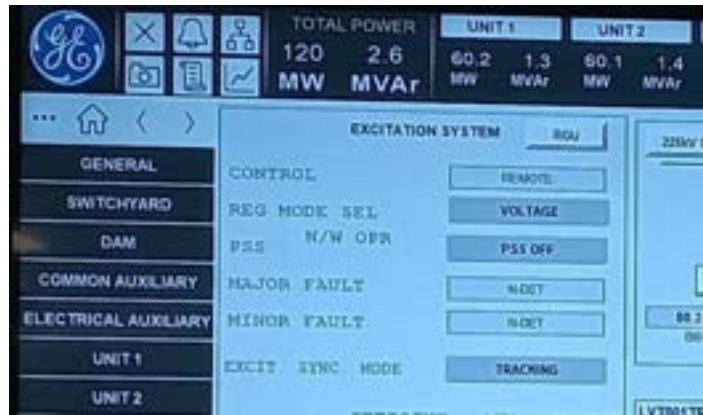 GE
TOTAL POWER
120 2.6
MW MVAr
UNIT 1
60.2 1.3
MW MVAr
UNIT 2
60.1 1.4
MW MVAr
GENERAL
SWITCHYARD
DAM
COMMON AUXILIARY
ELECTRICAL AUXILIARY
UNIT 1
UNIT 2
EXCITATION SYSTEM RGU
CONTROL REMOTE
REG MODE SEL VOLTAGE
N/W OPR
PSS PSS OFF
MAJOR FAULT N-DET
MINOR FAULT N-DET
EXCIT SYNC MODE TRACKING